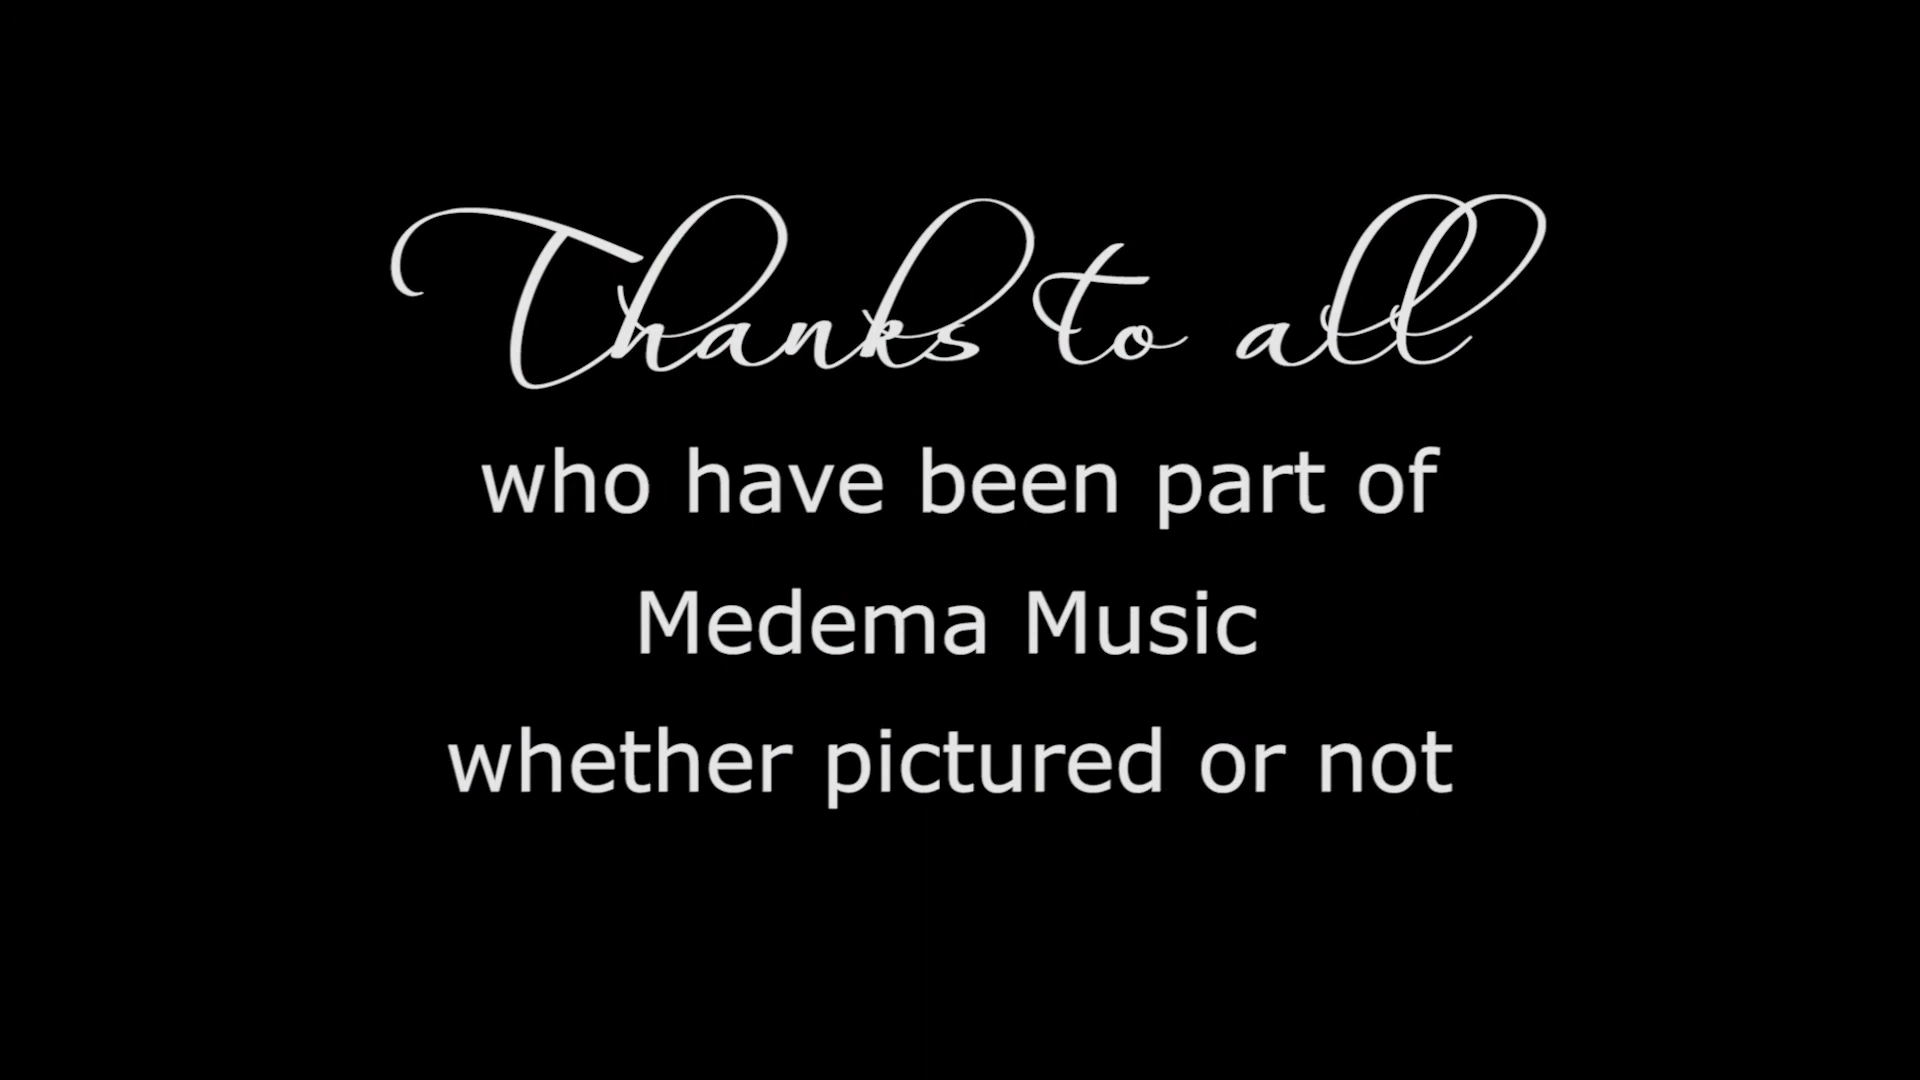 Thanks to all
who have been part of
Medema Music
whether pictured or not